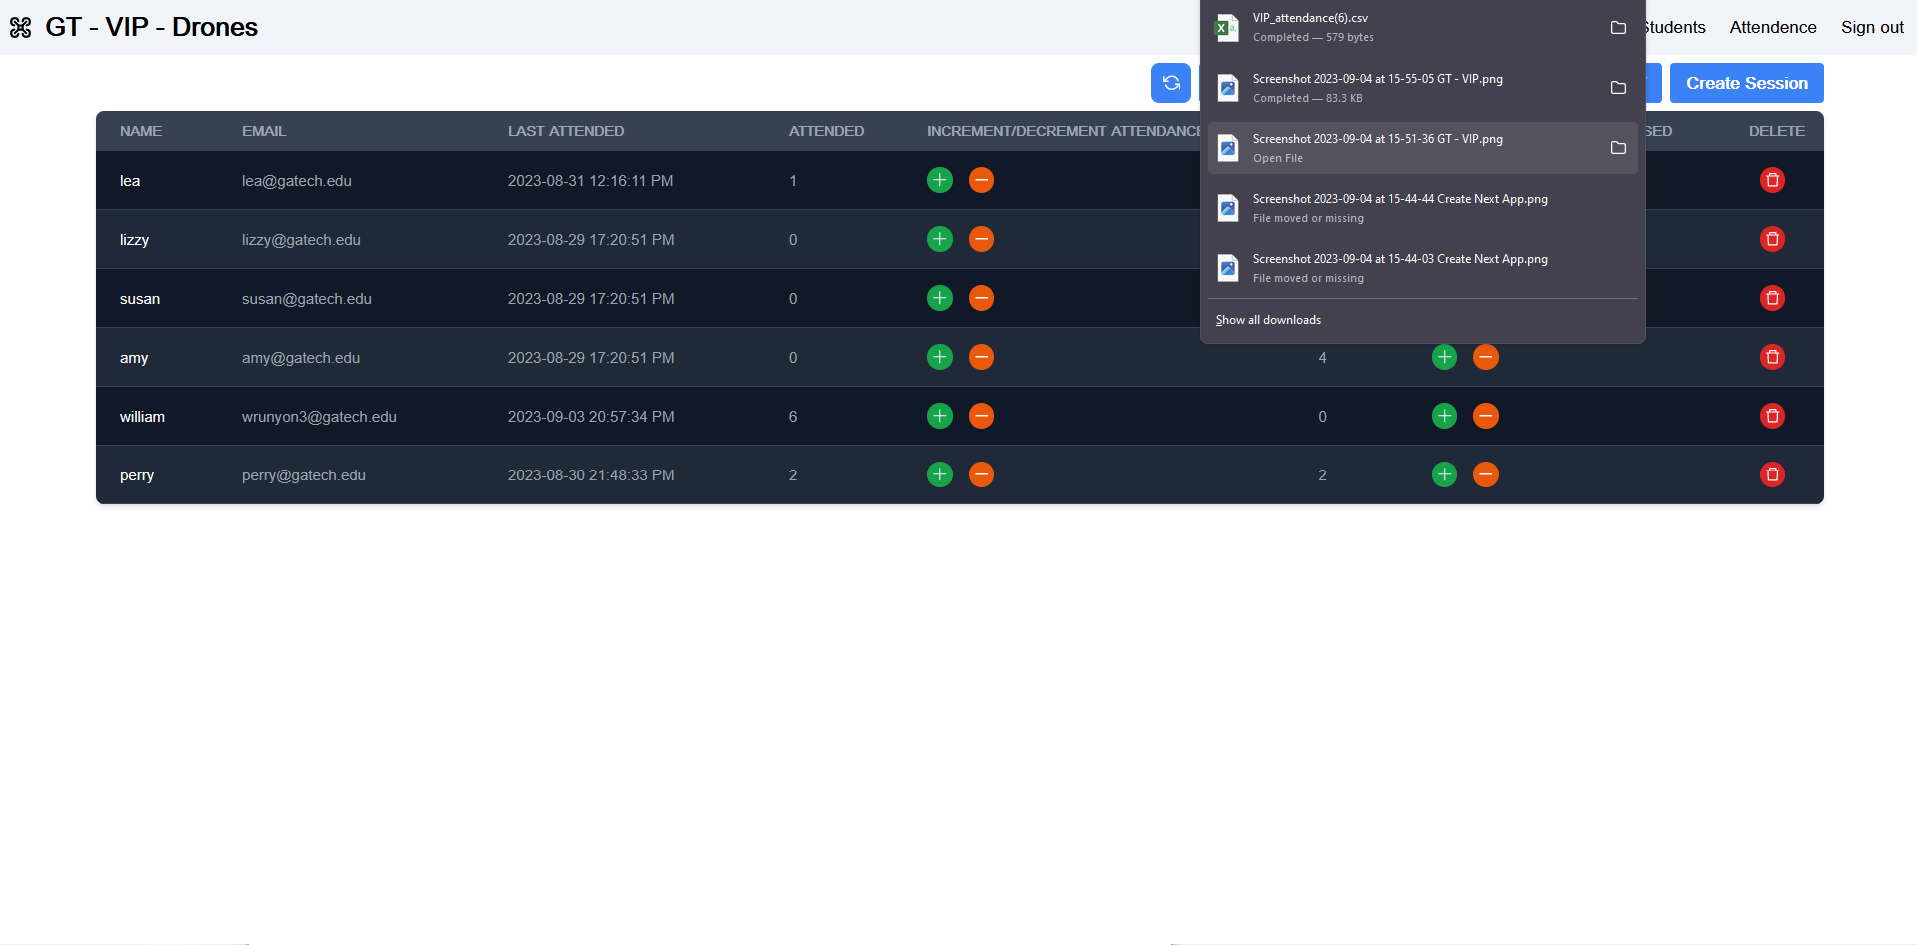 GT - VIP - Drones
Students Attendence Sign out
Create Session
VIP_attendance(6).csv
Completed — 579 bytes
Screenshot 2023-09-04 at 15-55-05 GT - VIP.png
Completed — 83.3 KB
Screenshot 2023-09-04 at 15-51-36 GT - VIP.png
Open File
Screenshot 2023-09-04 at 15-44-44 Create Next App.png
File moved or missing
Screenshot 2023-09-04 at 15-44-03 Create Next App.png
File moved or missing
Show all downloads
NAME EMAIL LAST ATTENDED ATTENDED INCREMENT/DECREMENT ATTENDANCE SED DELETE
lea lea@gatech.edu 2023-08-31 12:16:11 PM 1
lizzy lizzy@gatech.edu 2023-08-29 17:20:51 PM 0
susan susan@gatech.edu 2023-08-29 17:20:51 PM 0
amy amy@gatech.edu 2023-08-29 17:20:51 PM 0 4
william wrunyon3@gatech.edu 2023-09-03 20:57:34 PM 6 0
perry perry@gatech.edu 2023-08-30 21:48:33 PM 2 2